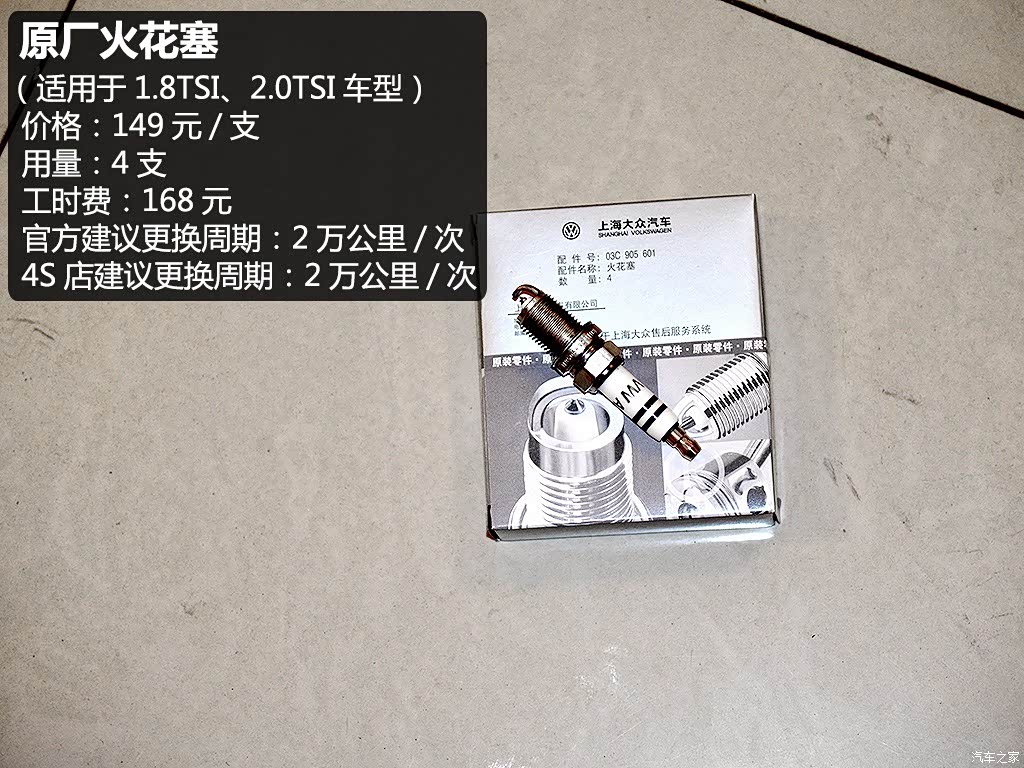 原厂火花塞
（适用于 1.8TSI、2.0TSI 车型）
价格：149 元 / 支
用量：4 支
工时费：168 元
官方建议更换周期：2 万公里 / 次
4S 店建议更换周期：2 万公里 / 次
上海大众汽车
SHANGHAI VOLKSWAGEN
配 件 号: 03C 905 601
配件名称: 火花塞
数 量: 4
有限公司
上海大众售后服务系统
原装零件 · 原装零件 · 原装零件 · 原装
VW
汽车之家